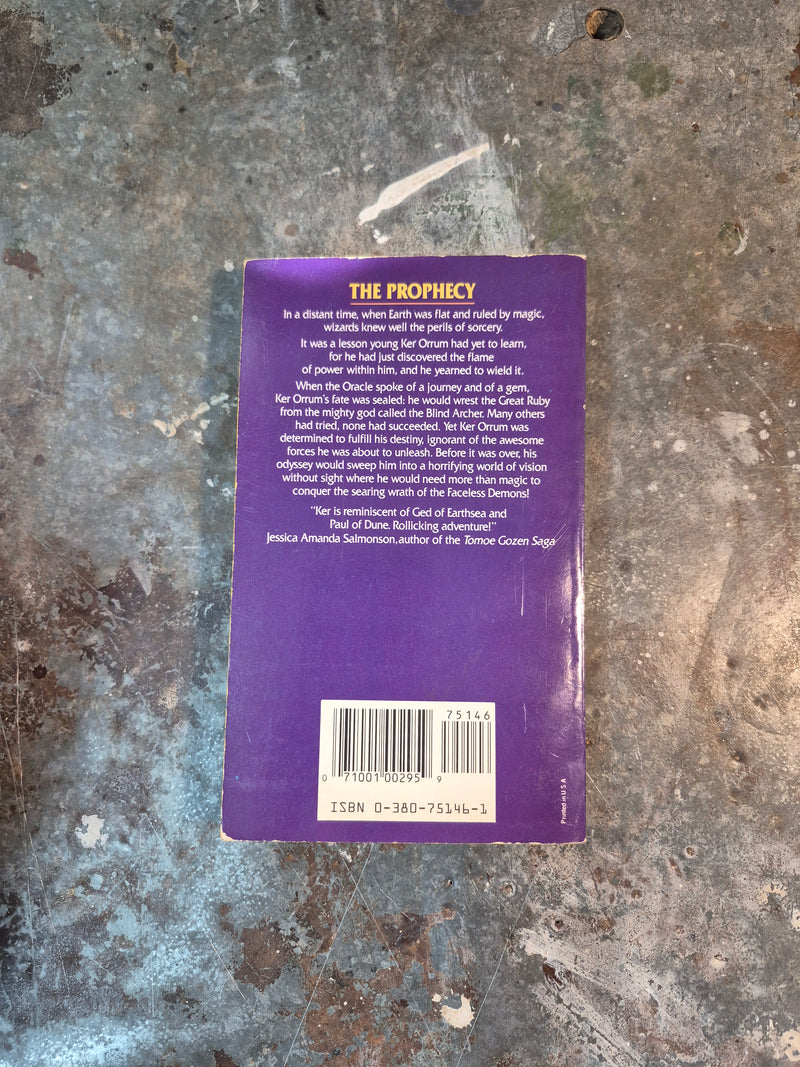 THE PROPHECY
In a distant time, when Earth was flat and ruled by magic,
wizards knew well the perils of sorcery.
It was a lesson young Ker Orrum had yet to learn,
for he had just discovered the flame
of power within him, and he yearned to wield it.
When the Oracle spoke of a journey and of a gem,
Ker Orrum's fate was sealed: he would wrest the Great Ruby
from the mighty god called the Blind Archer. Many others
had tried, none had succeeded. Yet Ker Orrum was
determined to fulfill his destiny, ignorant of the awesome
forces he was about to unleash. Before it was over, his
odyssey would sweep him into a horrifying world of vision
without sight where he would need more than magic to
conquer the searing wrath of the Faceless Demons!
"Ker is reminiscent of Ged of Earthsea and
Paul of Dune. Rollicking adventure!"
Jessica Amanda Salmonson, author of the Tomoe Gozen Saga
75146
0 71001 00295 9
ISBN 0-380-75146-1
Printed in U S A